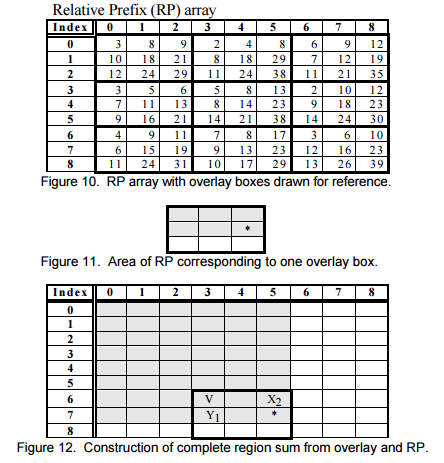 Relative Prefix (RP) array
Index 0 1 2 3 4 5 6 7 8
0 3 8 9 2 4 8 6 9 12
1 10 18 21 8 18 29 7 12 19
2 12 24 29 11 24 38 11 21 35
3 3 5 6 5 8 13 2 10 12
4 7 11 13 8 14 23 9 18 23
5 9 16 21 14 21 38 14 24 30
6 4 9 11 7 8 17 3 6 10
7 6 15 19 9 13 23 12 16 23
8 11 24 31 10 17 29 13 26 39
Figure 10. RP array with overlay boxes drawn for reference.
*
Figure 11. Area of RP corresponding to one overlay box.
Index 0 1 2 3 4 5 6 7 8
0
1
2
3
4
5
6 V X2
7 Y1 *
8
Figure 12. Construction of complete region sum from overlay and RP.